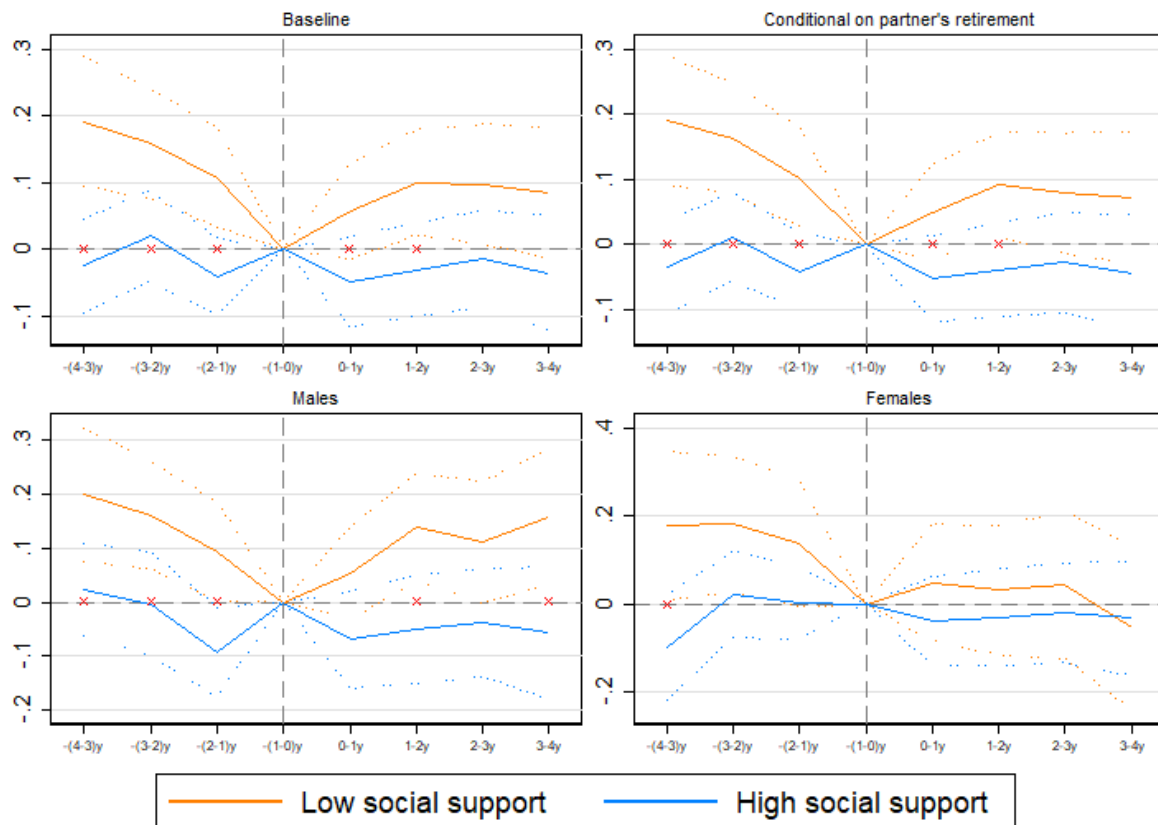 Baseline
.3
.2
.1
0
-.1
-(4-3)y -(3-2)y -(2-1)y -(1-0)y 0-1y 1-2y 2-3y 3-4y
Conditional on partner's retirement
.3
.2
.1
0
-.1
-(4-3)y -(3-2)y -(2-1)y -(1-0)y 0-1y 1-2y 2-3y 3-4y
Males
.3
.2
.1
0
-.1
-.2
-(4-3)y -(3-2)y -(2-1)y -(1-0)y 0-1y 1-2y 2-3y 3-4y
Females
.4
.2
0
-.2
-(4-3)y -(3-2)y -(2-1)y -(1-0)y 0-1y 1-2y 2-3y 3-4y
Low social support High social support